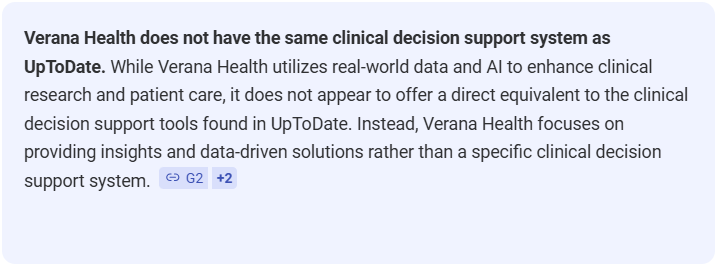 Verana Health does not have the same clinical decision support system as
UpToDate. While Verana Health utilizes real-world data and AI to enhance clinical
research and patient care, it does not appear to offer a direct equivalent to the clinical
decision support tools found in UpToDate. Instead, Verana Health focuses on
providing insights and data-driven solutions rather than a specific clinical decision
support system. G2 +2